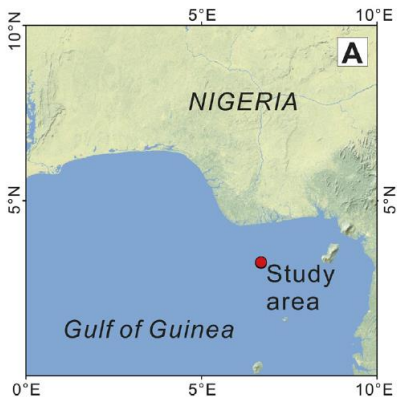 5°E 10°E
10°N
A
NIGERIA
5°N 5°N
Study
area
Gulf of Guinea
0°E 5°E 10°E